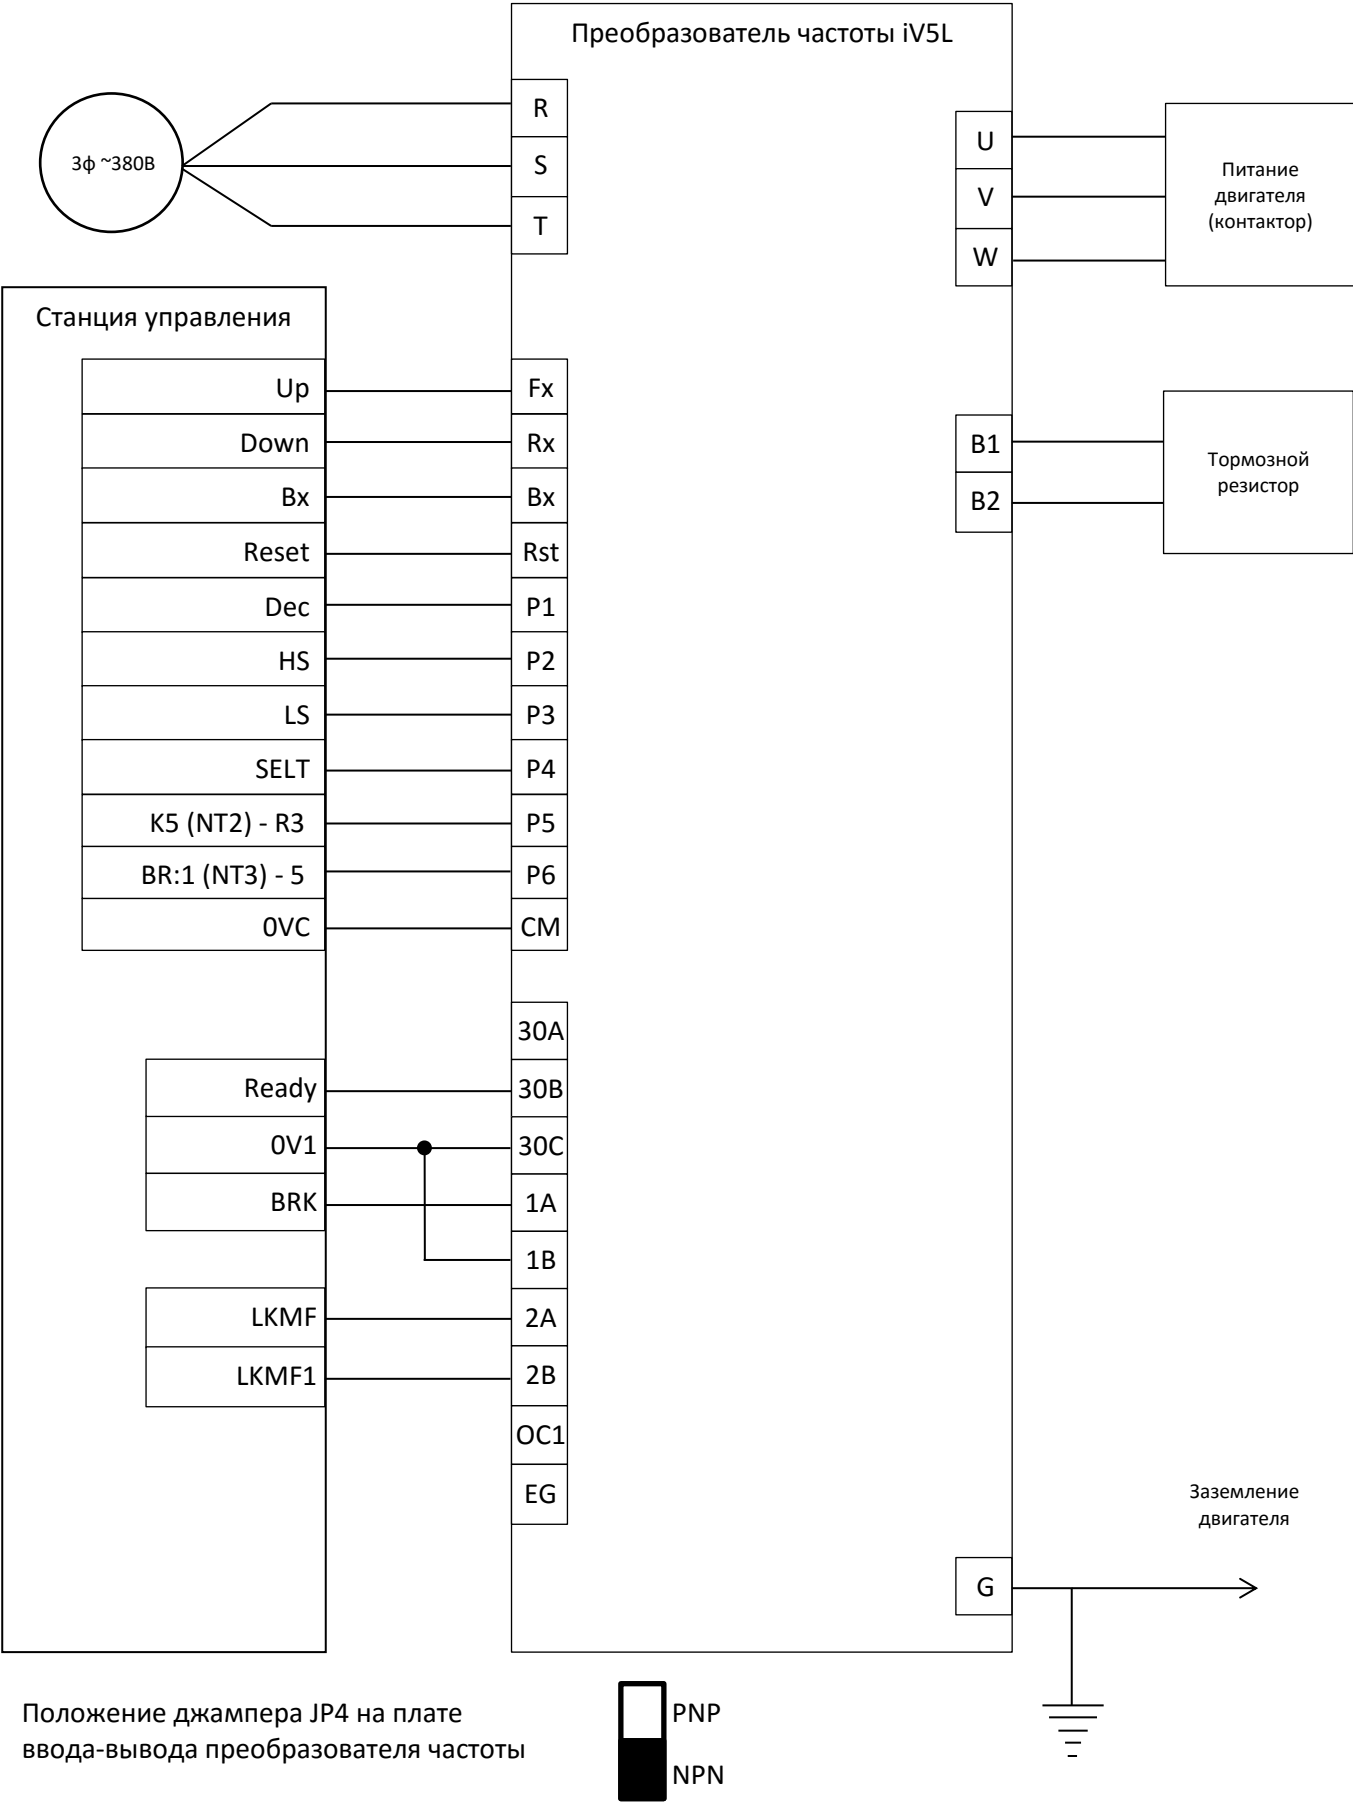 Преобразователь частоты iV5L
3ф ~380В
R
S
T
U
V
W
Питание
двигателя
(контактор)
Станция управления
Up
Fx
Down
Rx
Bx
Bx
Reset
Rst
Dec
P1
HS
P2
LS
P3
SELT
P4
K5 (NT2) - R3
P5
BR:1 (NT3) - 5
P6
0VC
CM
B1
B2
Тормозной
резистор
30A
Ready
30B
0V1
30C
BRK
1A
1B
LKMF
2A
LKMF1
2B
OC1
EG
Заземление
двигателя
G
Положение джампера JP4 на плате
ввода-вывода преобразователя частоты
PNP
NPN